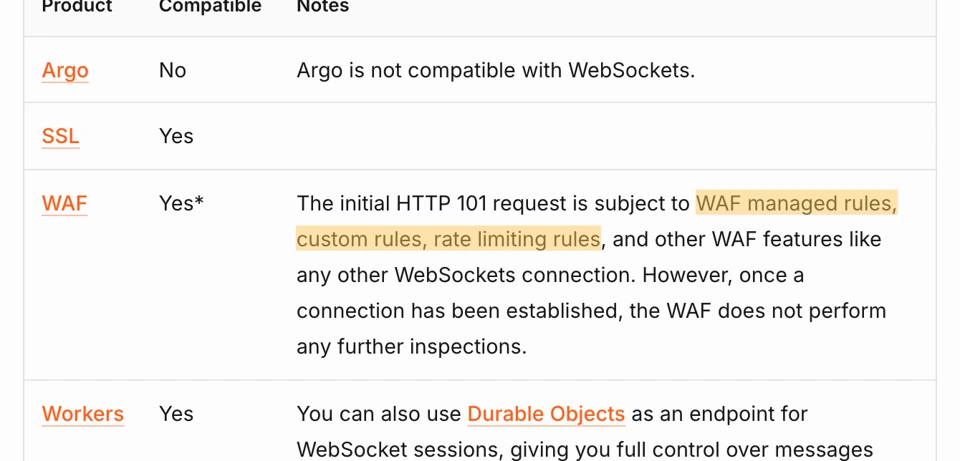 Product Compatible Notes
Argo No Argo is not compatible with WebSockets.
SSL Yes
WAF Yes* The initial HTTP 101 request is subject to WAF managed rules,
custom rules, rate limiting rules, and other WAF features like
any other WebSockets connection. However, once a
connection has been established, the WAF does not perform
any further inspections.
Workers Yes You can also use Durable Objects as an endpoint for
WebSocket sessions, giving you full control over messages